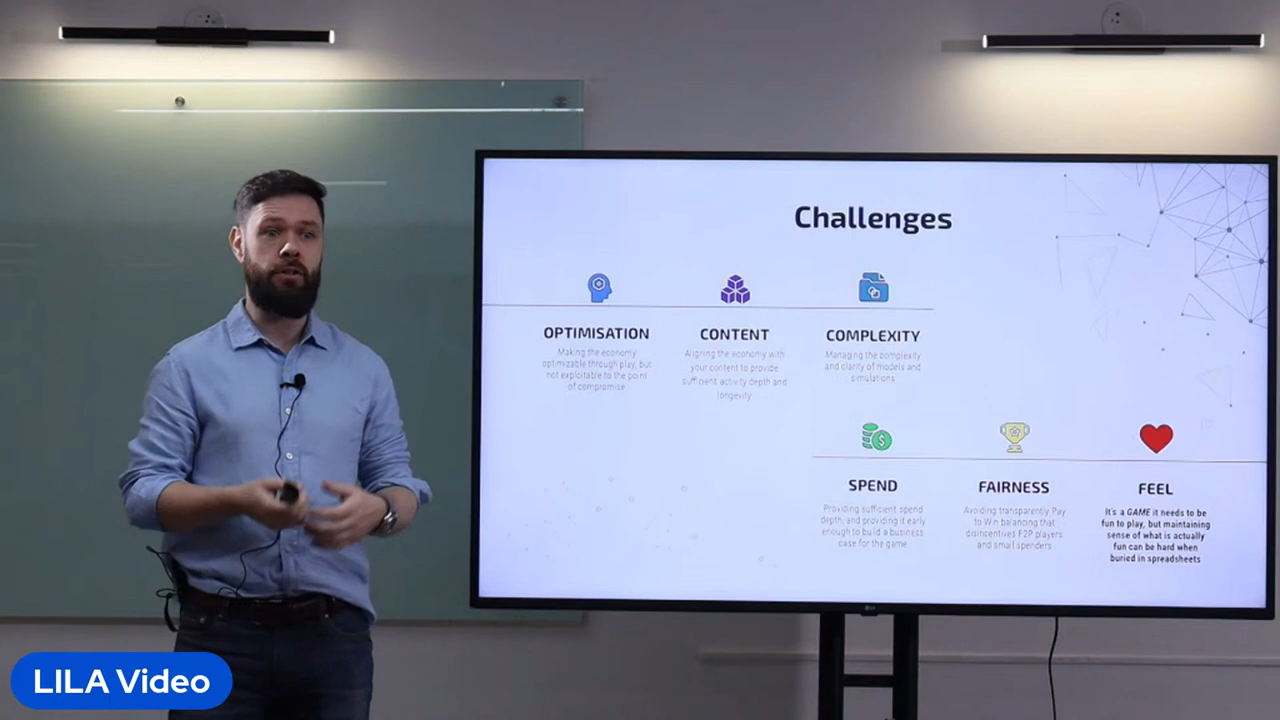 Challenges
OPTIMISATION
Making the economy
optimizable through play, but
not exploitable to the point
of compromise
CONTENT
Aligning the economy with
your content to provide
sufficient activity depth and
longevity
COMPLEXITY
Managing the complexity
and clarity of models and
simulations
SPEND
Providing sufficient spend
depth, and providing it early
enough to build a business
case for the game
FAIRNESS
Avoiding transparently Pay
to Win balancing that
disincentives F2P players
and small spenders
FEEL
It's a GAME it needs to be
fun to play, but maintaining
sense of what is actually
fun can be hard when
buried in spreadsheets
LG
LILA Video